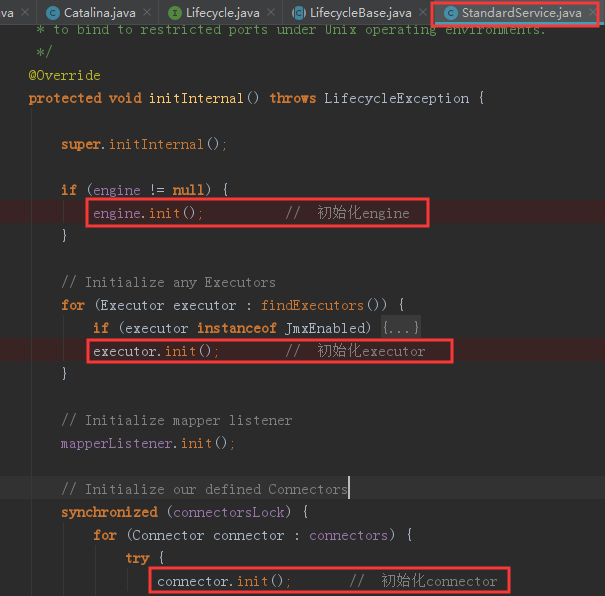 va × Catalina.java × Lifecycle.java × LifecycleBase.java × StandardService.java ×
* to bind to restricted ports under Unix operating environments.
*/
@Override
protected void initInternal() throws LifecycleException {
super.initInternal();
if (engine != null) {
engine.init(); // 初始化engine
}
// Initialize any Executors
for (Executor executor : findExecutors()) {
if (executor instanceof JmxEnabled) {...}
executor.init(); // 初始化executor
}
// Initialize mapper listener
mapperListener.init();
// Initialize our defined Connectors
synchronized (connectorsLock) {
for (Connector connector : connectors) {
try {
connector.init(); // 初始化connector